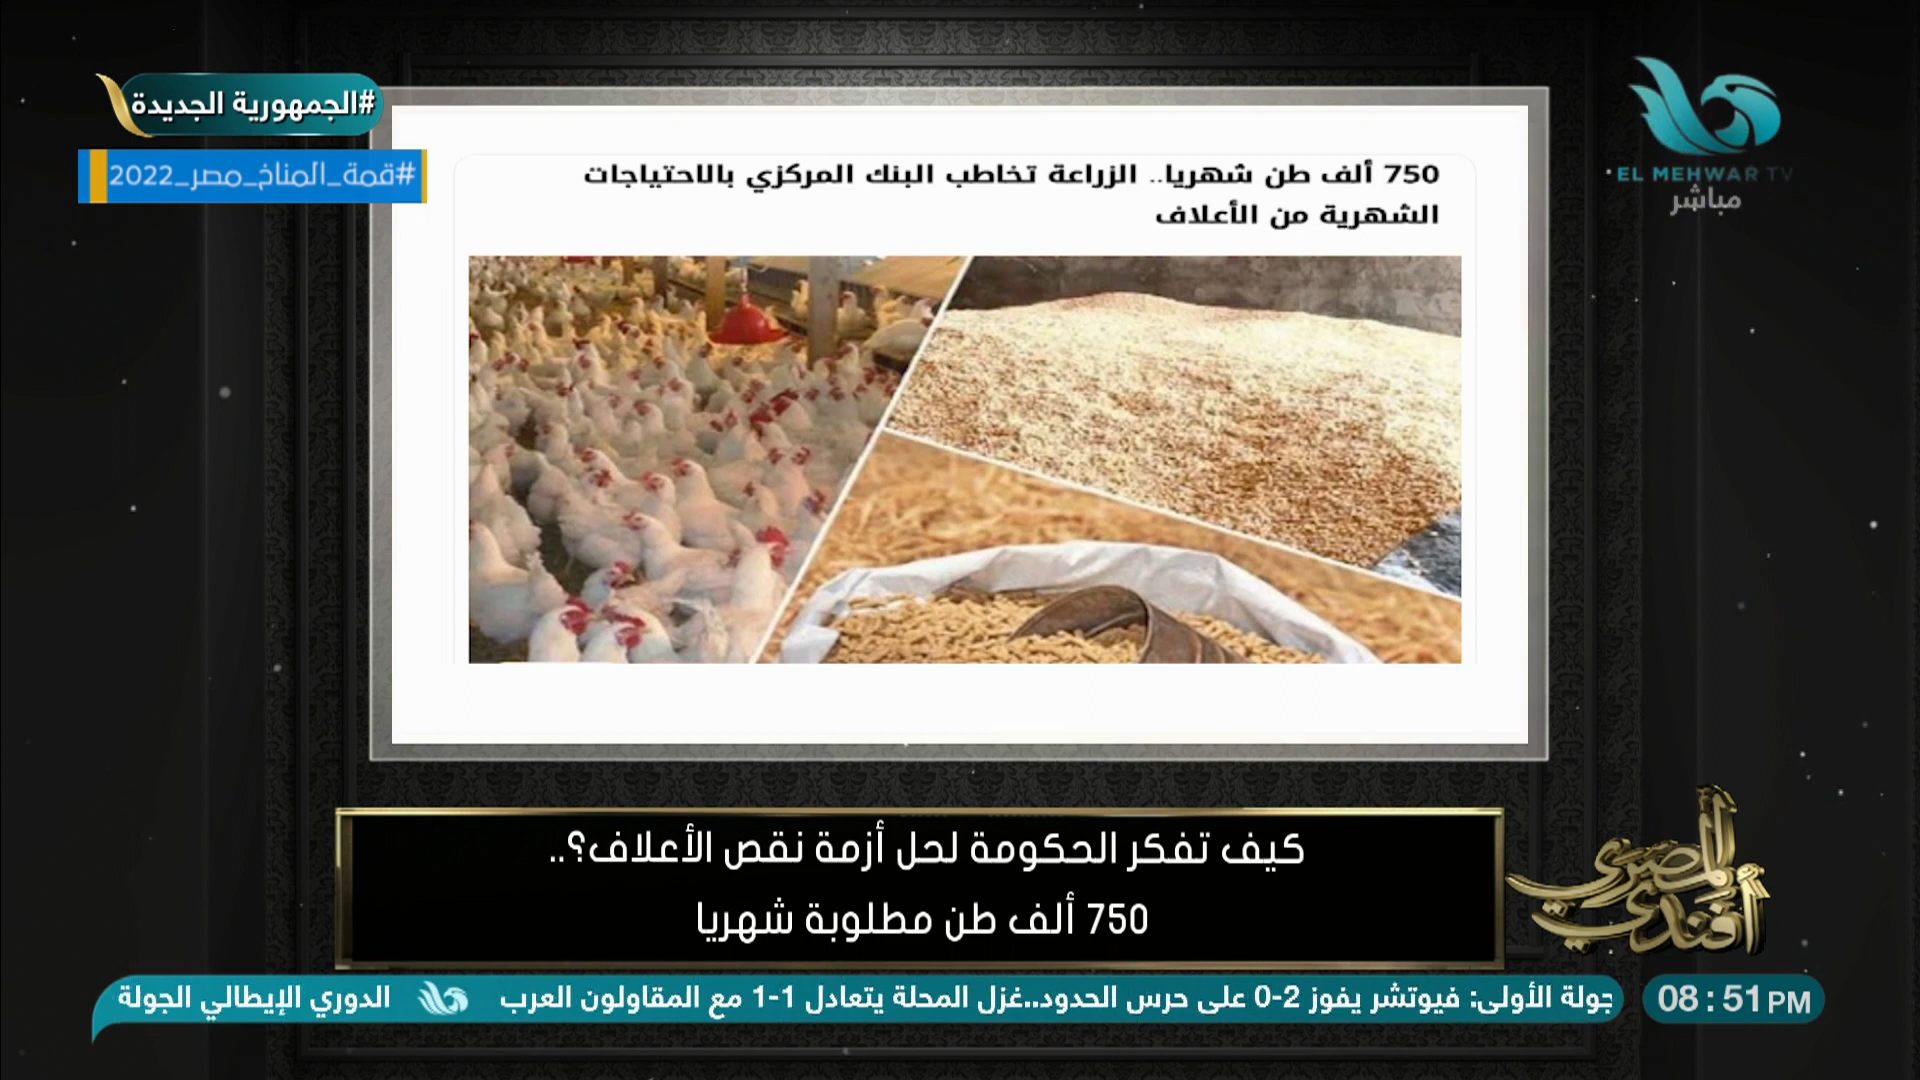 #الجمهورية الجديدة
#قمة_المناخ_مصر_2022
EL MEHWAR TV
مباشر
750 ألف طن شهريا.. الزراعة تخاطب البنك المركزي بالاحتياجات
الشهرية من الأعلاف
كيف تفكر الحكومة لحل أزمة نقص الأعلاف؟..
750 ألف طن مطلوبة شهريا
المصري
أفندي
جولة الأولى: فيوتشر يفوز 2-0 على حرس الحدود..غزل المحلة يتعادل 1-1 مع المقاولون العرب الدوري الإيطالي الجولة
08:51PM